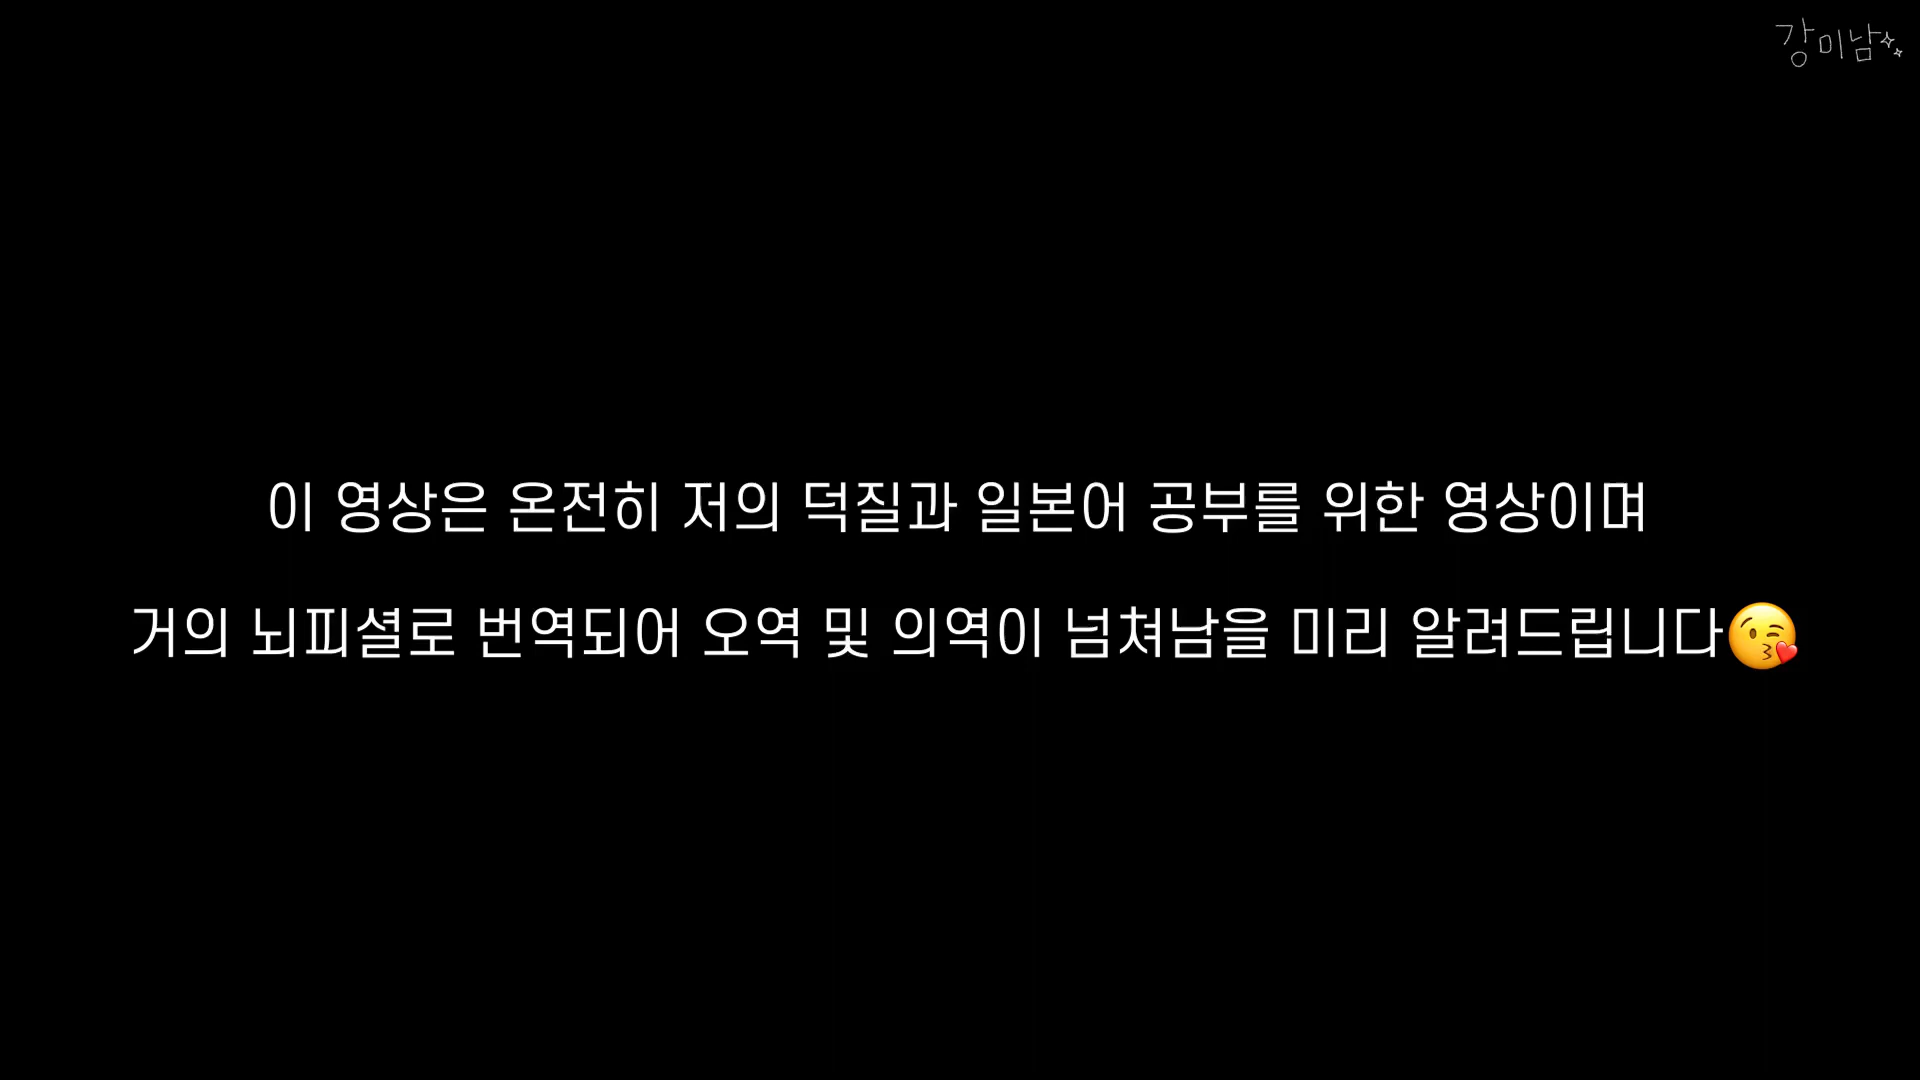 강미남
이 영상은 온전히 저의 덕질과 일본어 공부를 위한 영상이며
거의 뇌피셜로 번역되어 오역 및 의역이 넘쳐남을 미리 알려드립니다😘